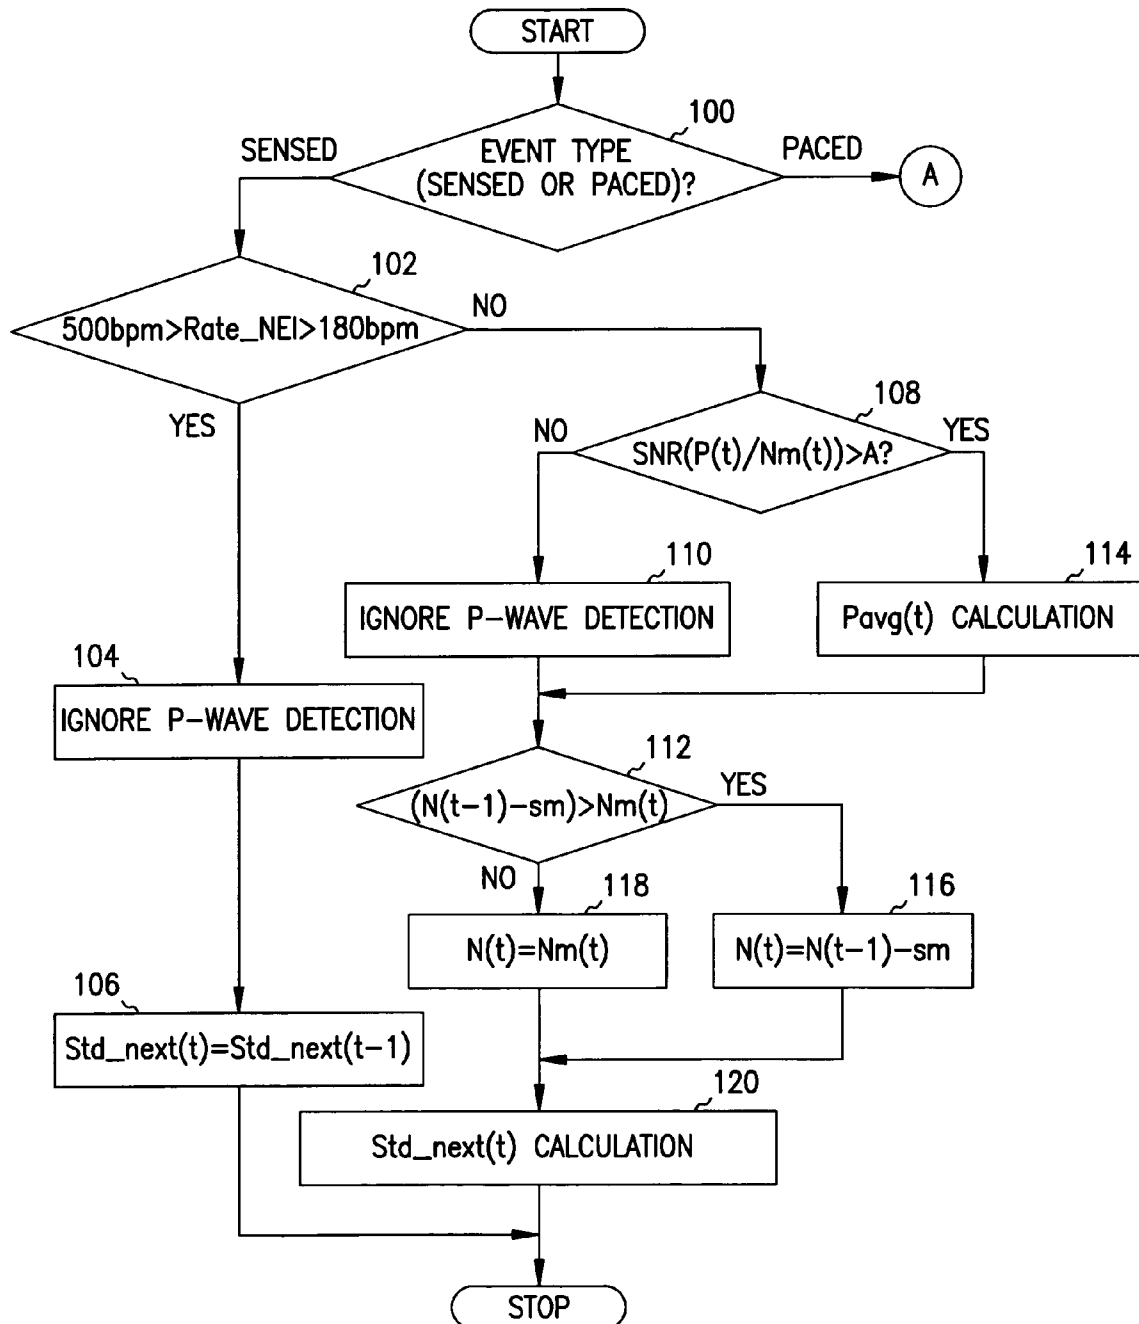 START
100
EVENT TYPE
(SENSED OR PACED)?
SENSED
PACED
A
102
500bpm>Rate_NEI>180bpm
NO
YES
108
SNR(P(t)/Nm(t))>A?
NO
YES
110
IGNORE P-WAVE DETECTION
114
Pavg(t) CALCULATION
104
IGNORE P-WAVE DETECTION
112
(N(t-1)-sm)>Nm(t)
YES
NO
118
N(t)=Nm(t)
116
N(t)=N(t-1)-sm
106
Std_next(t)=Std_next(t-1)
120
Std_next(t) CALCULATION
STOP